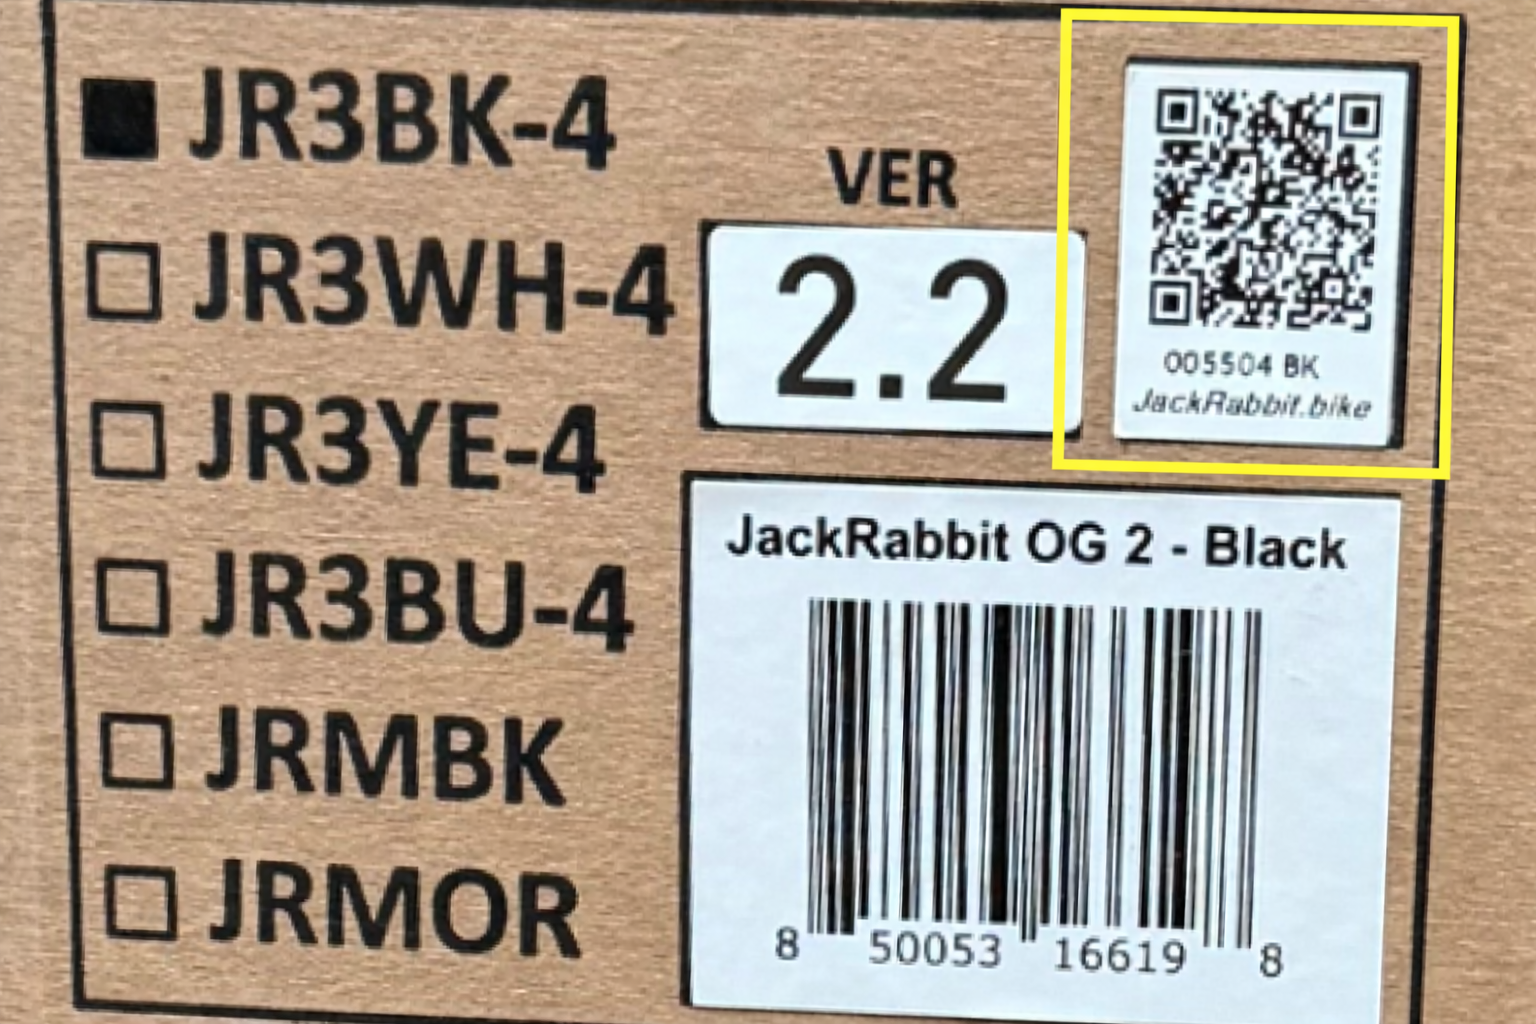 JR3BK-4
JR3WH-4
JR3YE-4
JR3BU-4
JRMBK
JRMOR
VER
2.2
005504 BK
JackRabbit.bike
JackRabbit OG 2 - Black
8 50053 16619 8